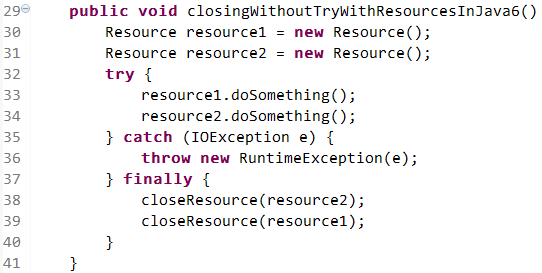 29 public void closingWithoutTryWithResourcesInJava6()
30 Resource resource1 = new Resource();
31 Resource resource2 = new Resource();
32 try {
33 resource1.doSomething();
34 resource2.doSomething();
35 } catch (IOException e) {
36 throw new RuntimeException(e);
37 } finally {
38 closeResource(resource2);
39 closeResource(resource1);
40 }
41 }